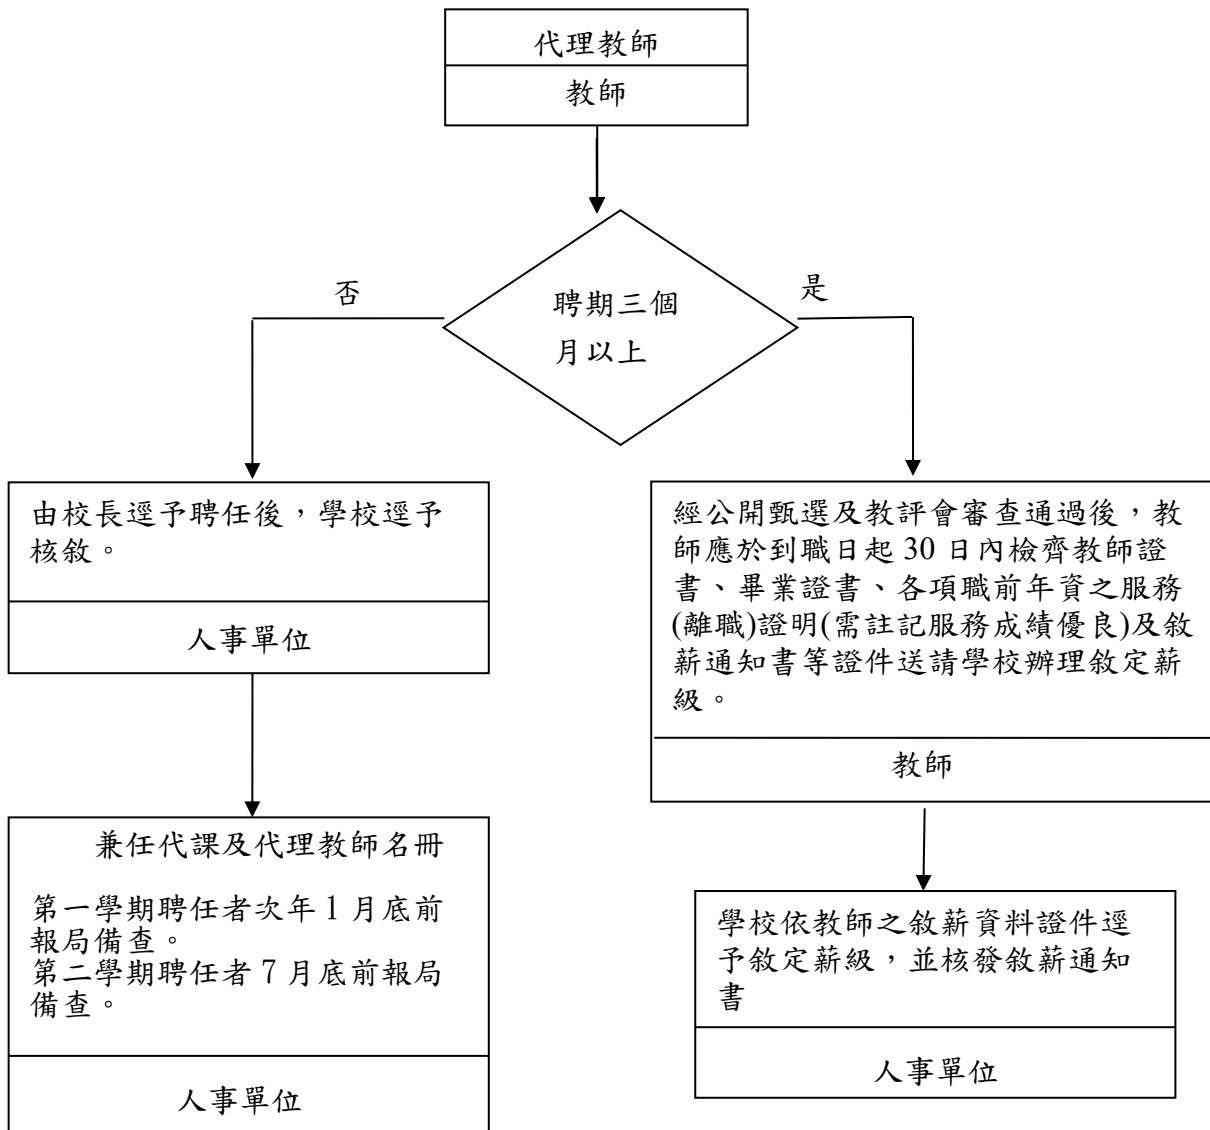 代理教師
教師
否
是
聘期三個
月以上
由校長逕予聘任後，學校逕予
核敘。
人事單位
經公開甄選及教評會審查通過後，教
師應於到職日起 30 日內檢齊教師證
書、畢業證書、各項職前年資之服務
(離職)證明(需註記服務成績優良)及敘
薪通知書等證件送請學校辦理敘定薪
級。
教師
兼任代課及代理教師名冊
第一學期聘任者次年 1 月底前
報局備查。
第二學期聘任者 7 月底前報局
備查。
人事單位
學校依教師之敘薪資料證件逕
予敘定薪級，並核發敘薪通知
書
人事單位